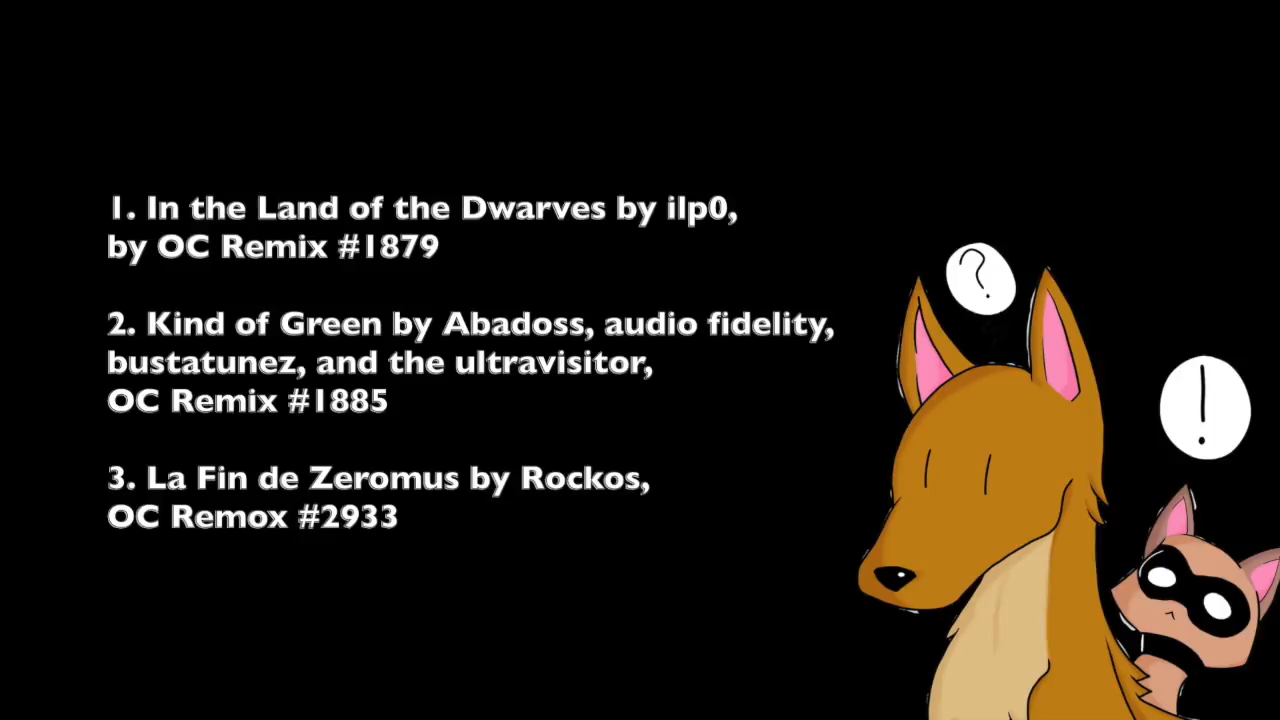 1. In the Land of the Dwarves by ilp0,
by OC Remix #1879
2. Kind of Green by Abadoss, audio fidelity,
bustatunez, and the ultravisitor,
OC Remix #1885
3. La Fin de Zeromus by Rockos,
OC Remox #2933
?
!